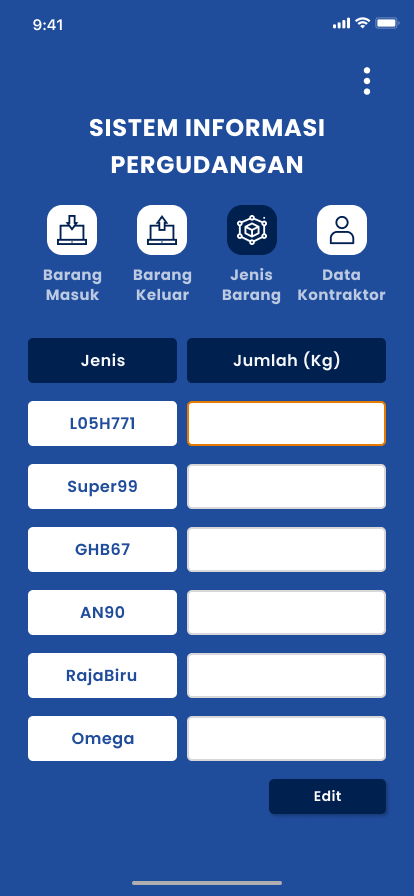 9:41
SISTEM INFORMASI
PERGUDANGAN
Barang Masuk
Barang Keluar
Jenis Barang
Data Kontraktor
Jenis
Jumlah (Kg)
L05H771
Super99
GHB67
AN90
RajaBiru
Omega
Edit